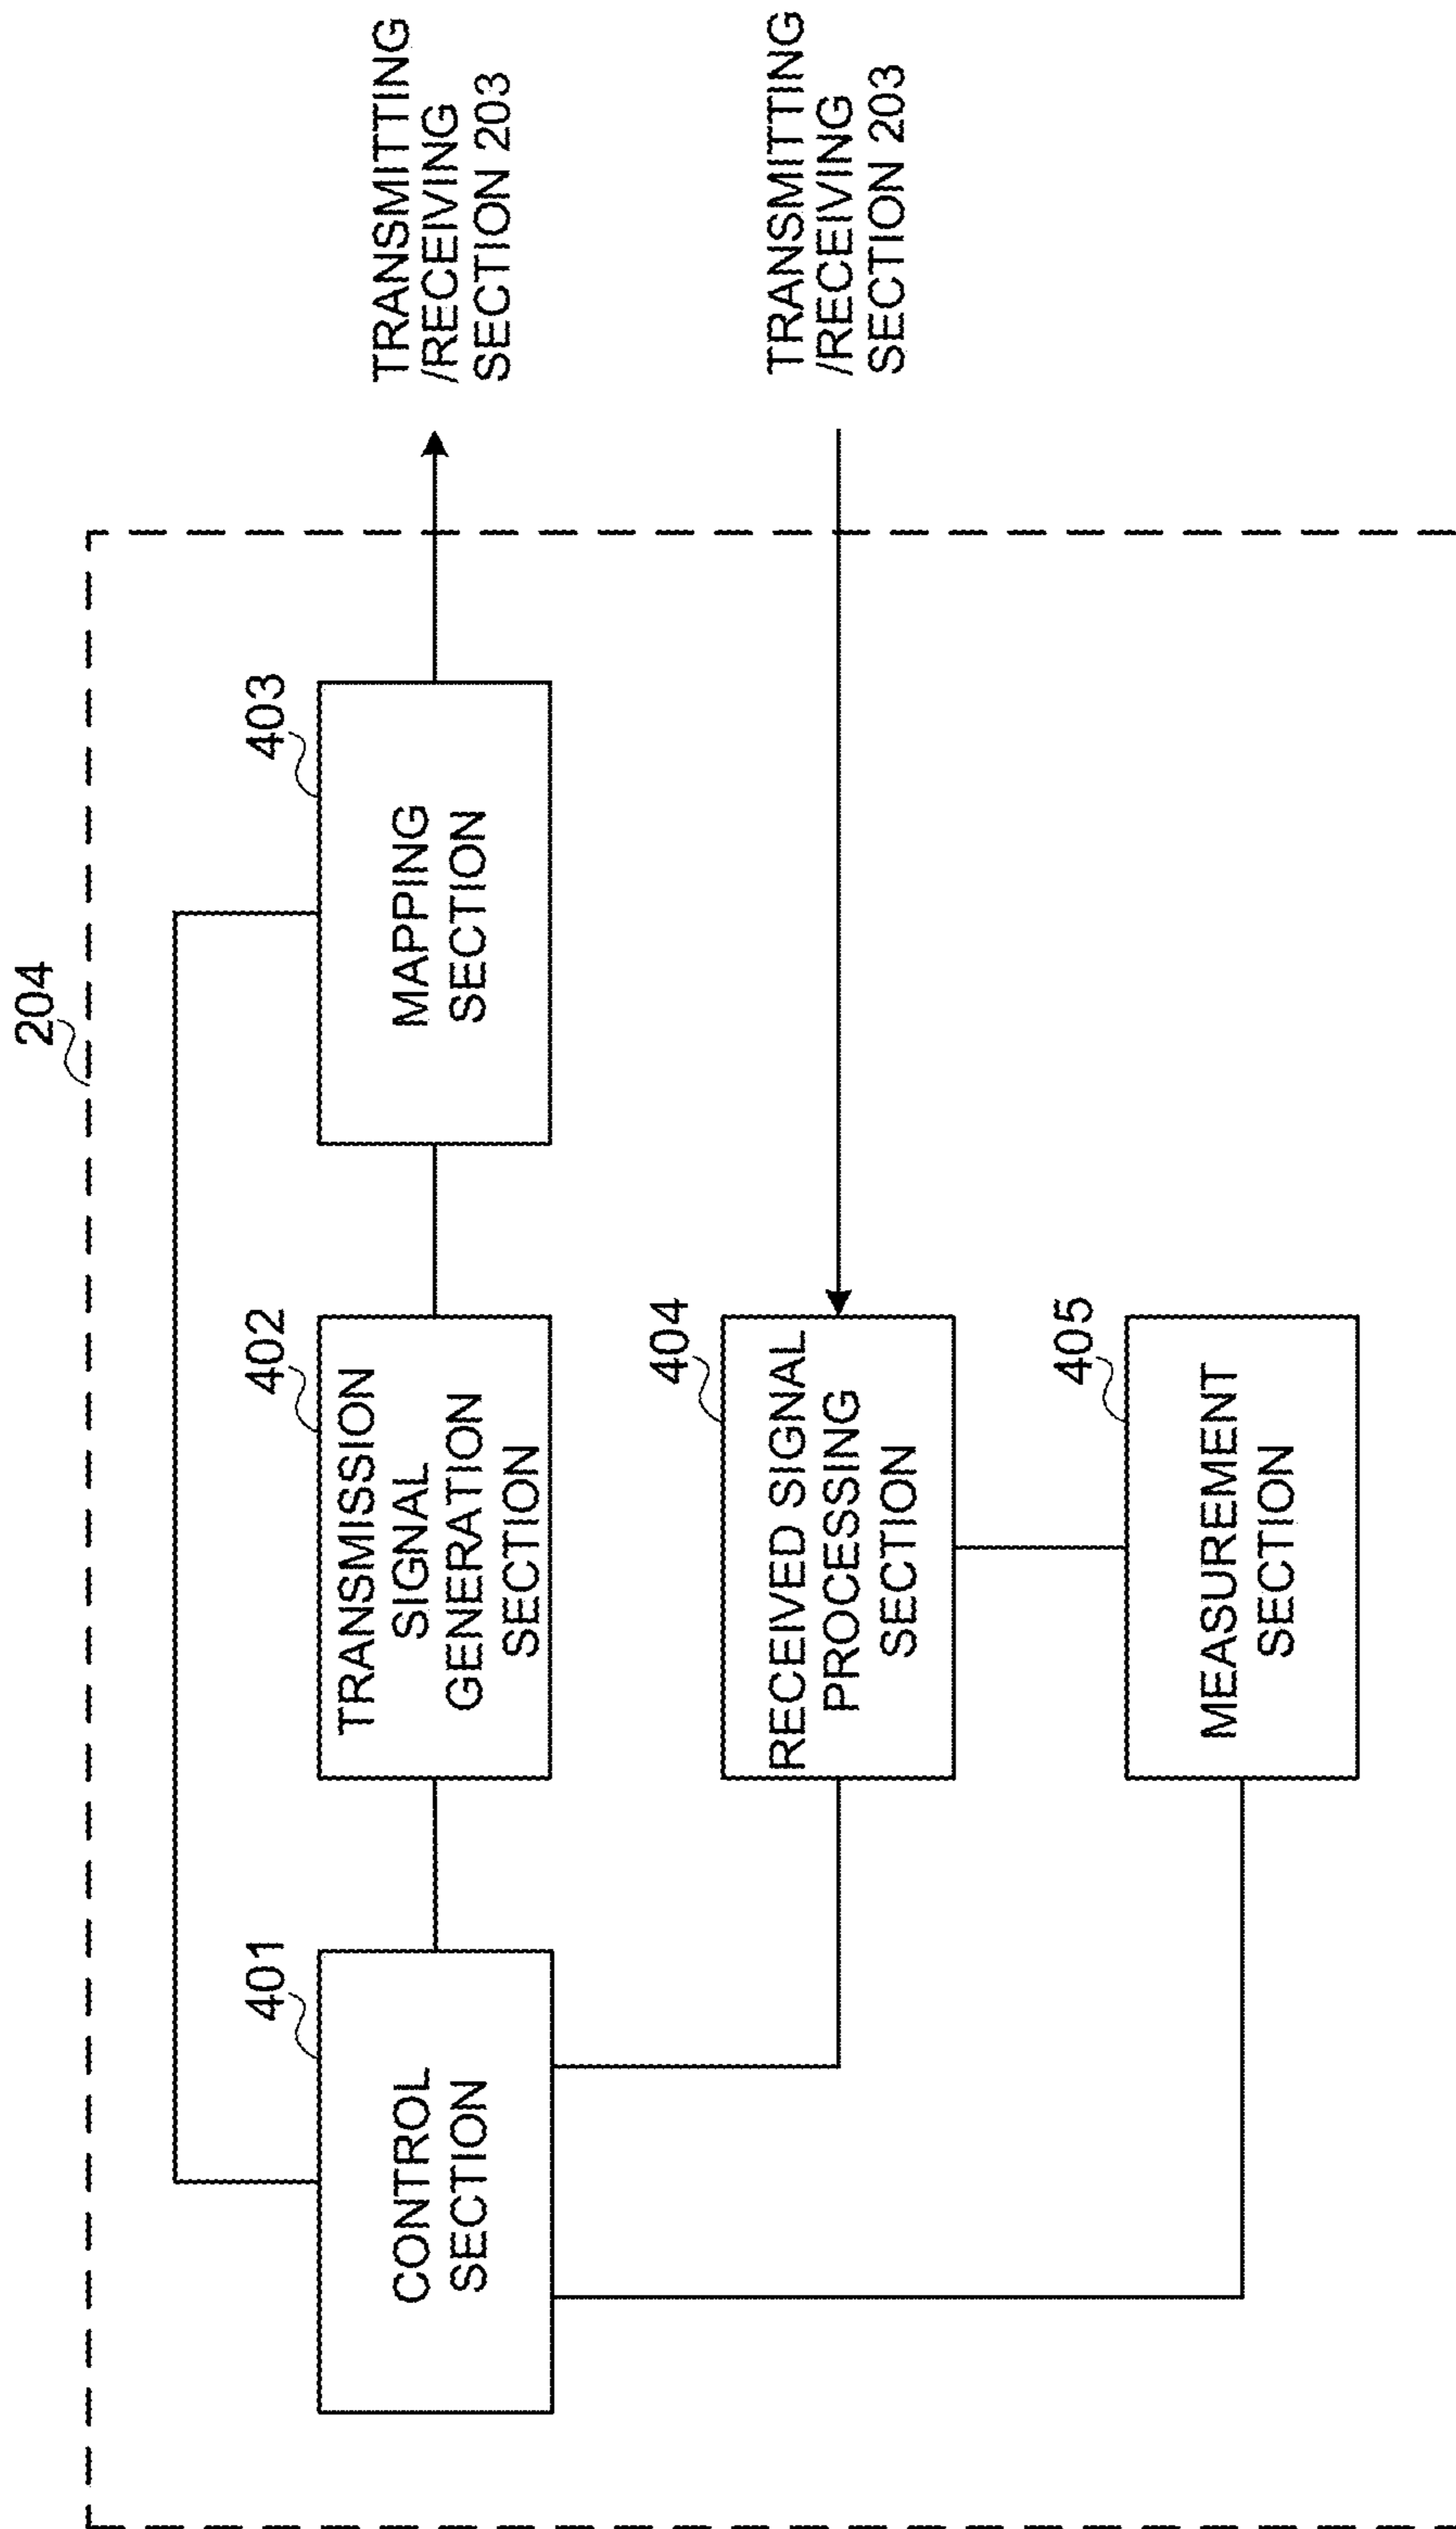 204
401
CONTROL
SECTION
402
TRANSMISSION
SIGNAL
GENERATION
SECTION
403
MAPPING
SECTION
TRANSMITTING
/RECEIVING
SECTION 203
404
RECEIVED SIGNAL
PROCESSING
SECTION
TRANSMITTING
/RECEIVING
SECTION 203
405
MEASUREMENT
SECTION